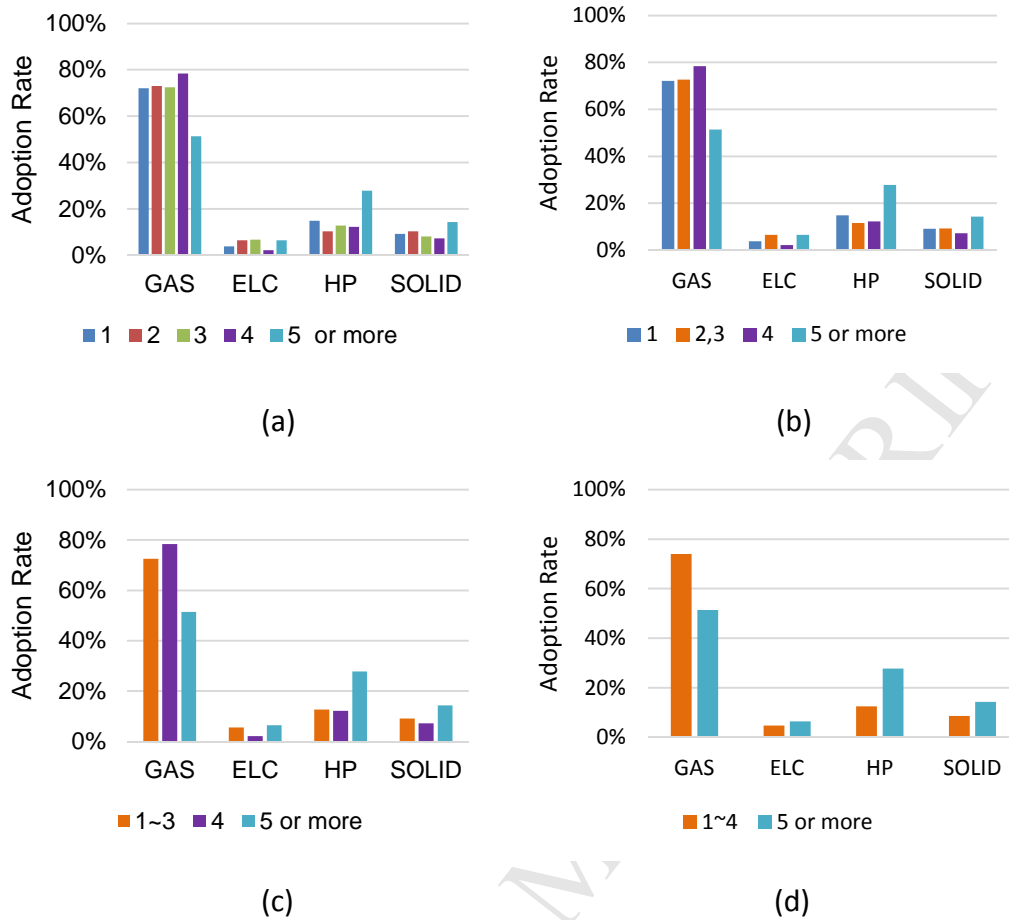 100%
80%
60%
40%
20%
0%
Adoption Rate
GAS ELC HP SOLID
1 2 3 4 5 or more
(a)
100%
80%
60%
40%
20%
0%
Adoption Rate
GAS ELC HP SOLID
1 2,3 4 5 or more
(b)
100%
80%
60%
40%
20%
0%
Adoption Rate
GAS ELC HP SOLID
1~3 4 5 or more
(c)
100%
80%
60%
40%
20%
0%
Adoption Rate
GAS ELC HP SOLID
1~4 5 or more
(d)